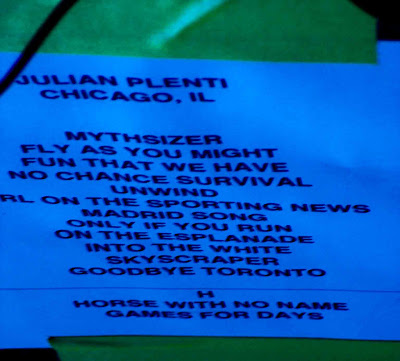 JULIAN PLENTI
CHICAGO, IL
MYTHSIZER
FLY AS YOU MIGHT
FUN THAT WE HAVE
NO CHANCE SURVIVAL
UNWIND
RL ON THE SPORTING NEWS
MADRID SONG
ONLY IF YOU RUN
ON THE ESPLANADE
INTO THE WHITE
SKYSCRAPER
GOODBYE TORONTO
H
HORSE WITH NO NAME
GAMES FOR DAYS